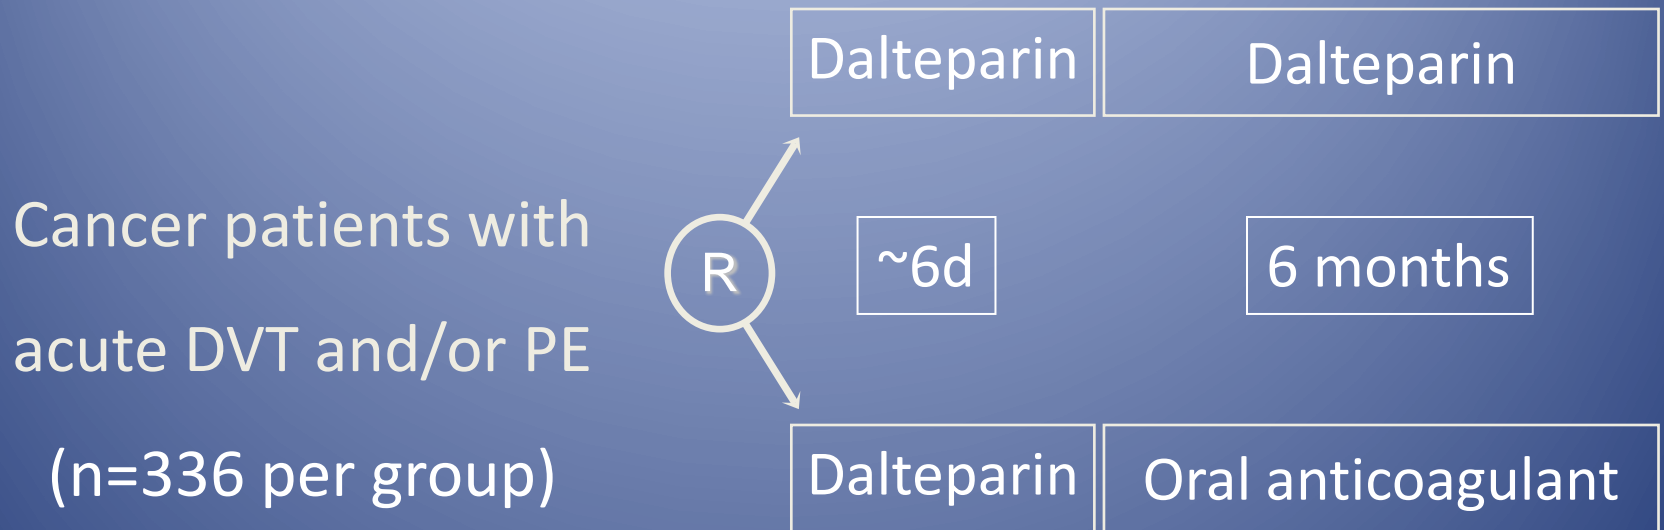 Dalteparin
Dalteparin
Cancer patients with
acute DVT and/or PE
(n=336 per group)
R
~6d
6 months
Dalteparin
Oral anticoagulant